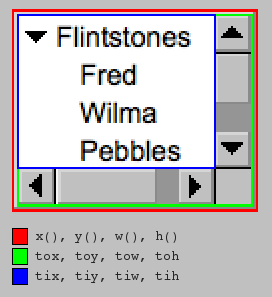 Flintstones
Fred
Wilma
Pebbles
x(), y(), w(), h()
tox, toy, tow, toh
tix, tiy, tiw, tih